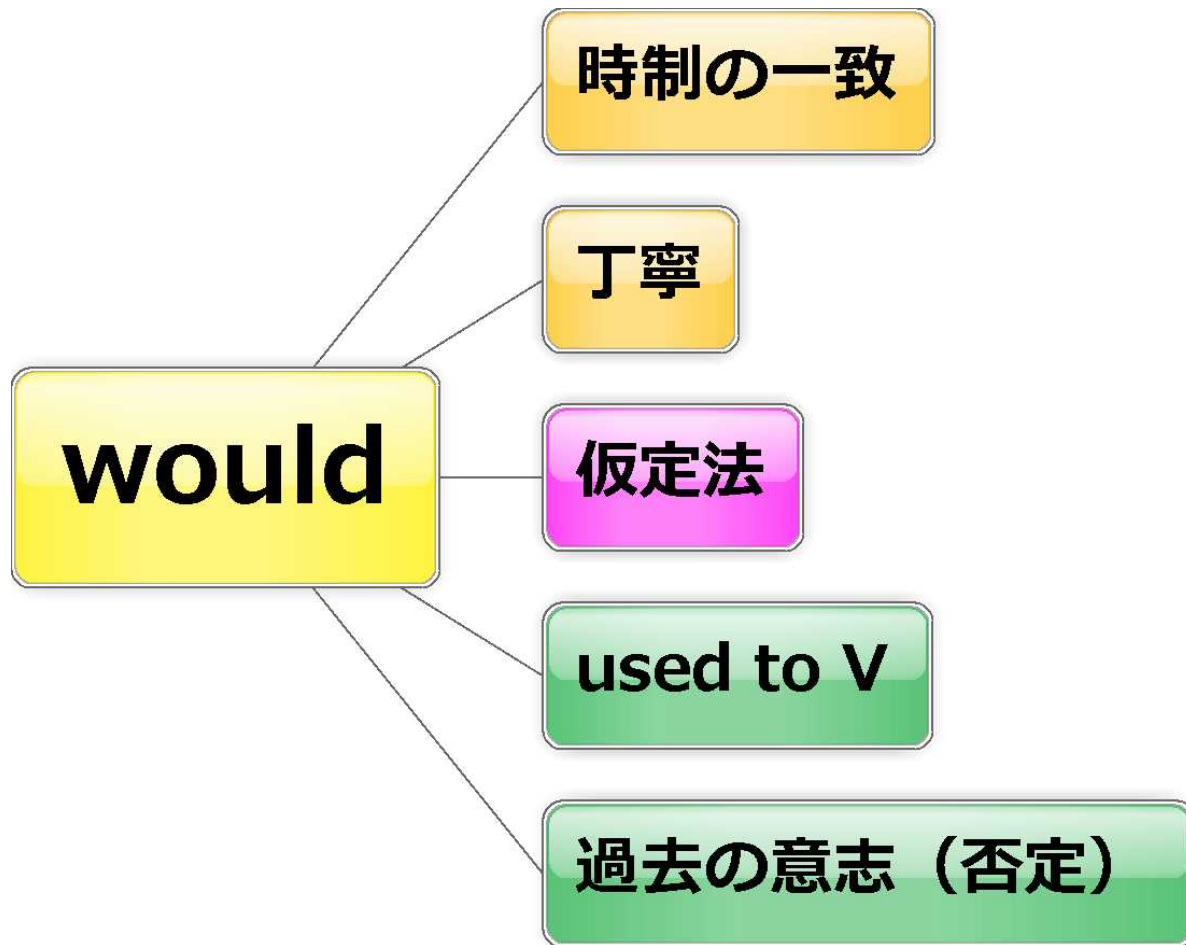 時制の一致
丁寧
would
仮定法
used to V
過去の意志（否定）